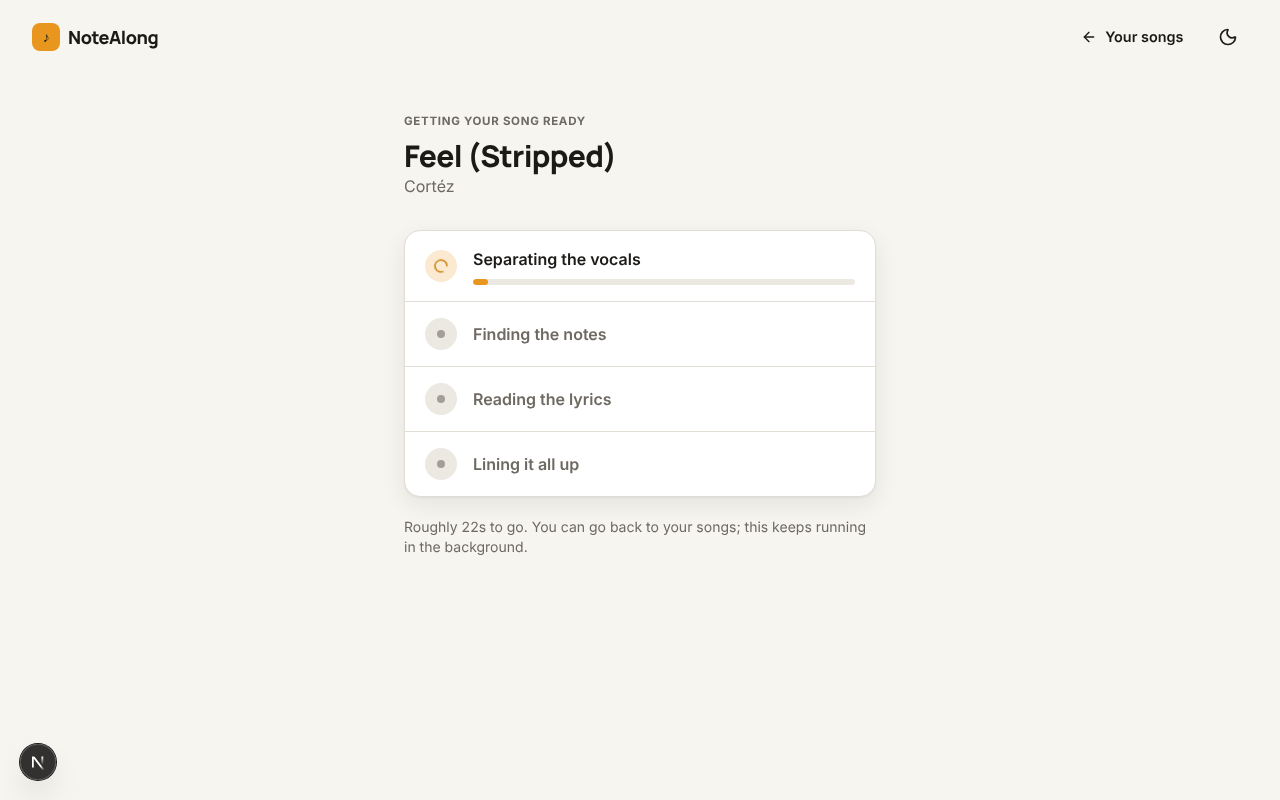 NoteAlong
Your songs
GETTING YOUR SONG READY
Feel (Stripped)
Cortéz
Separating the vocals
Finding the notes
Reading the lyrics
Lining it all up
Roughly 22s to go. You can go back to your songs; this keeps running
in the background.
N